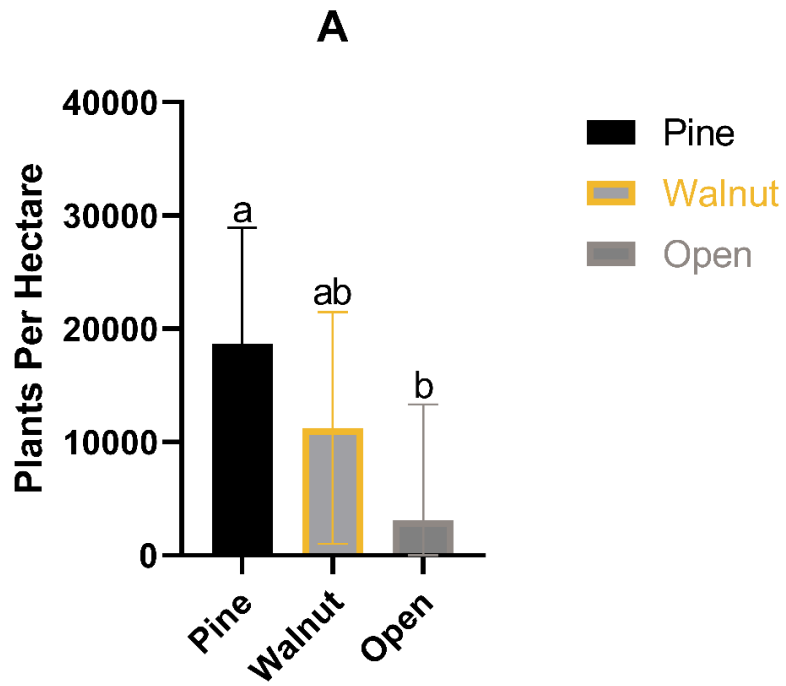 A
Plants Per Hectare
40000
30000
20000
10000
0
a
ab
b
Pine
Walnut
Open
Pine
Walnut
Open